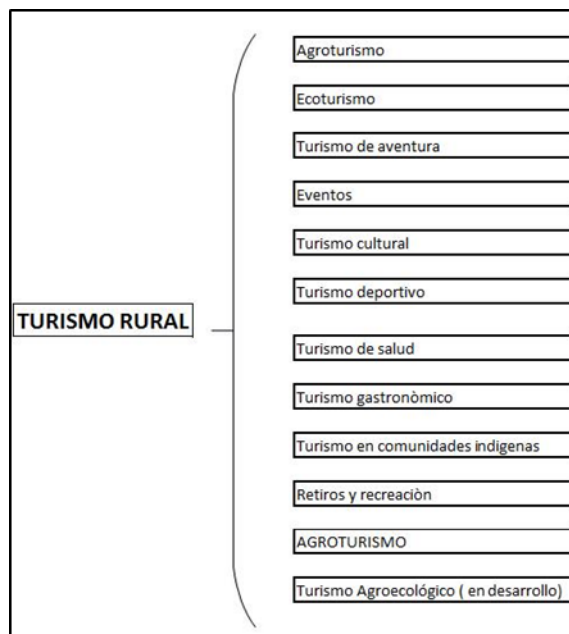 Agroturismo
Ecoturismo
Turismo de aventura
Eventos
Turismo cultural
Turismo deportivo
TURISMO RURAL
Turismo de salud
Turismo gastronòmico
Turismo en comunidades indigenas
Retiros y recreaciòn
AGROTURISMO
Turismo Agroecológico ( en desarrollo)